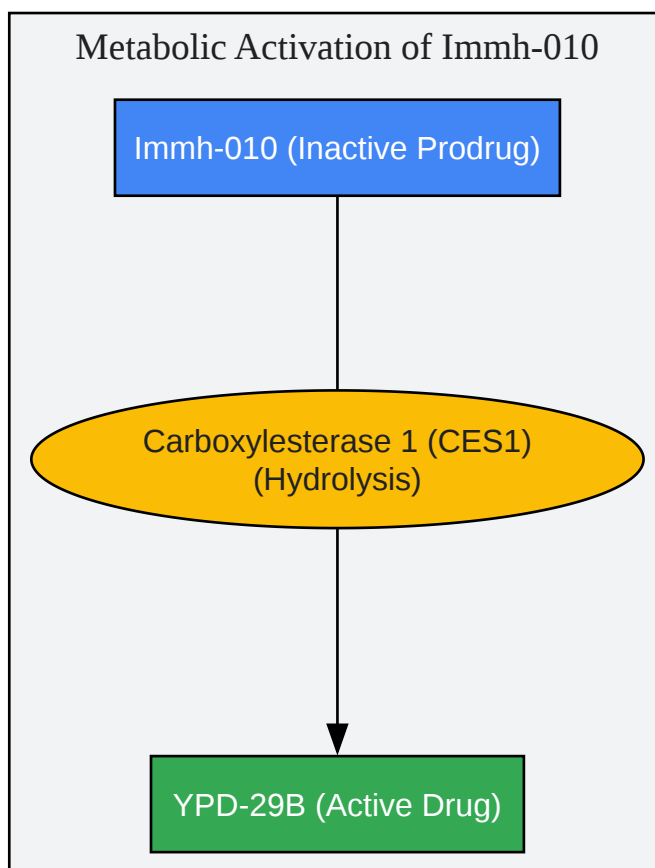 Metabolic Activation of Immh-010
Immh-010 (Inactive Prodrug)
Carboxylesterase 1 (CES1)
(Hydrolysis)
YPD-29B (Active Drug)